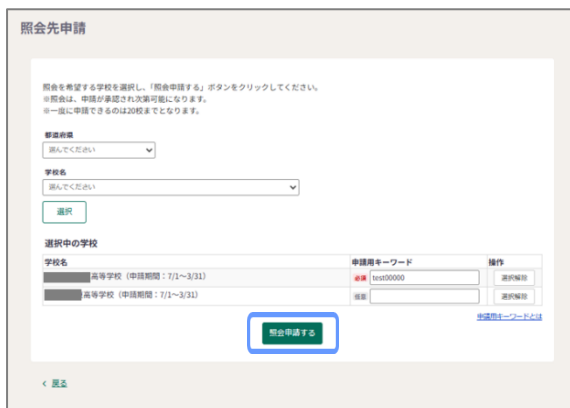 照会先申請
照会を希望する学校を選択し、「照会申請する」ボタンをクリックしてください。
※照会は、申請が承認され次第可能になります。
※一度に申請できるのは20校までとなります。
都道府県
選んでください
学校名
選んでください
選択
選択中の学校
学校名 申請用キーワード 操作
高等学校（申請期間：7/1～3/31） 必須 test00000 選択解除
高等学校（申請期間：7/1～3/31） 任意 選択解除
申請用キーワードとは
照会申請する
< 戻る